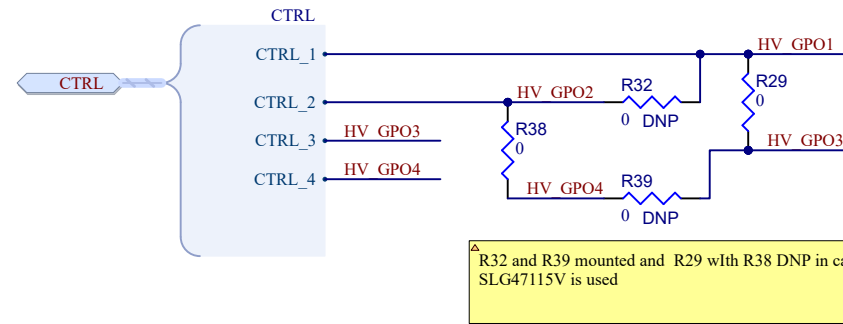 CTRL
CTRL
CTRL_1
HV_GPO1
CTRL_2
HV_GPO2
R32
0 DNP
R29
0
R38
0
CTRL_3
HV_GPO3
HV_GPO3
CTRL_4
HV_GPO4
HV_GPO4
R39
0 DNP
R32 and R39 mounted and R29 wIth R38 DNP in ca
SLG47115V is used